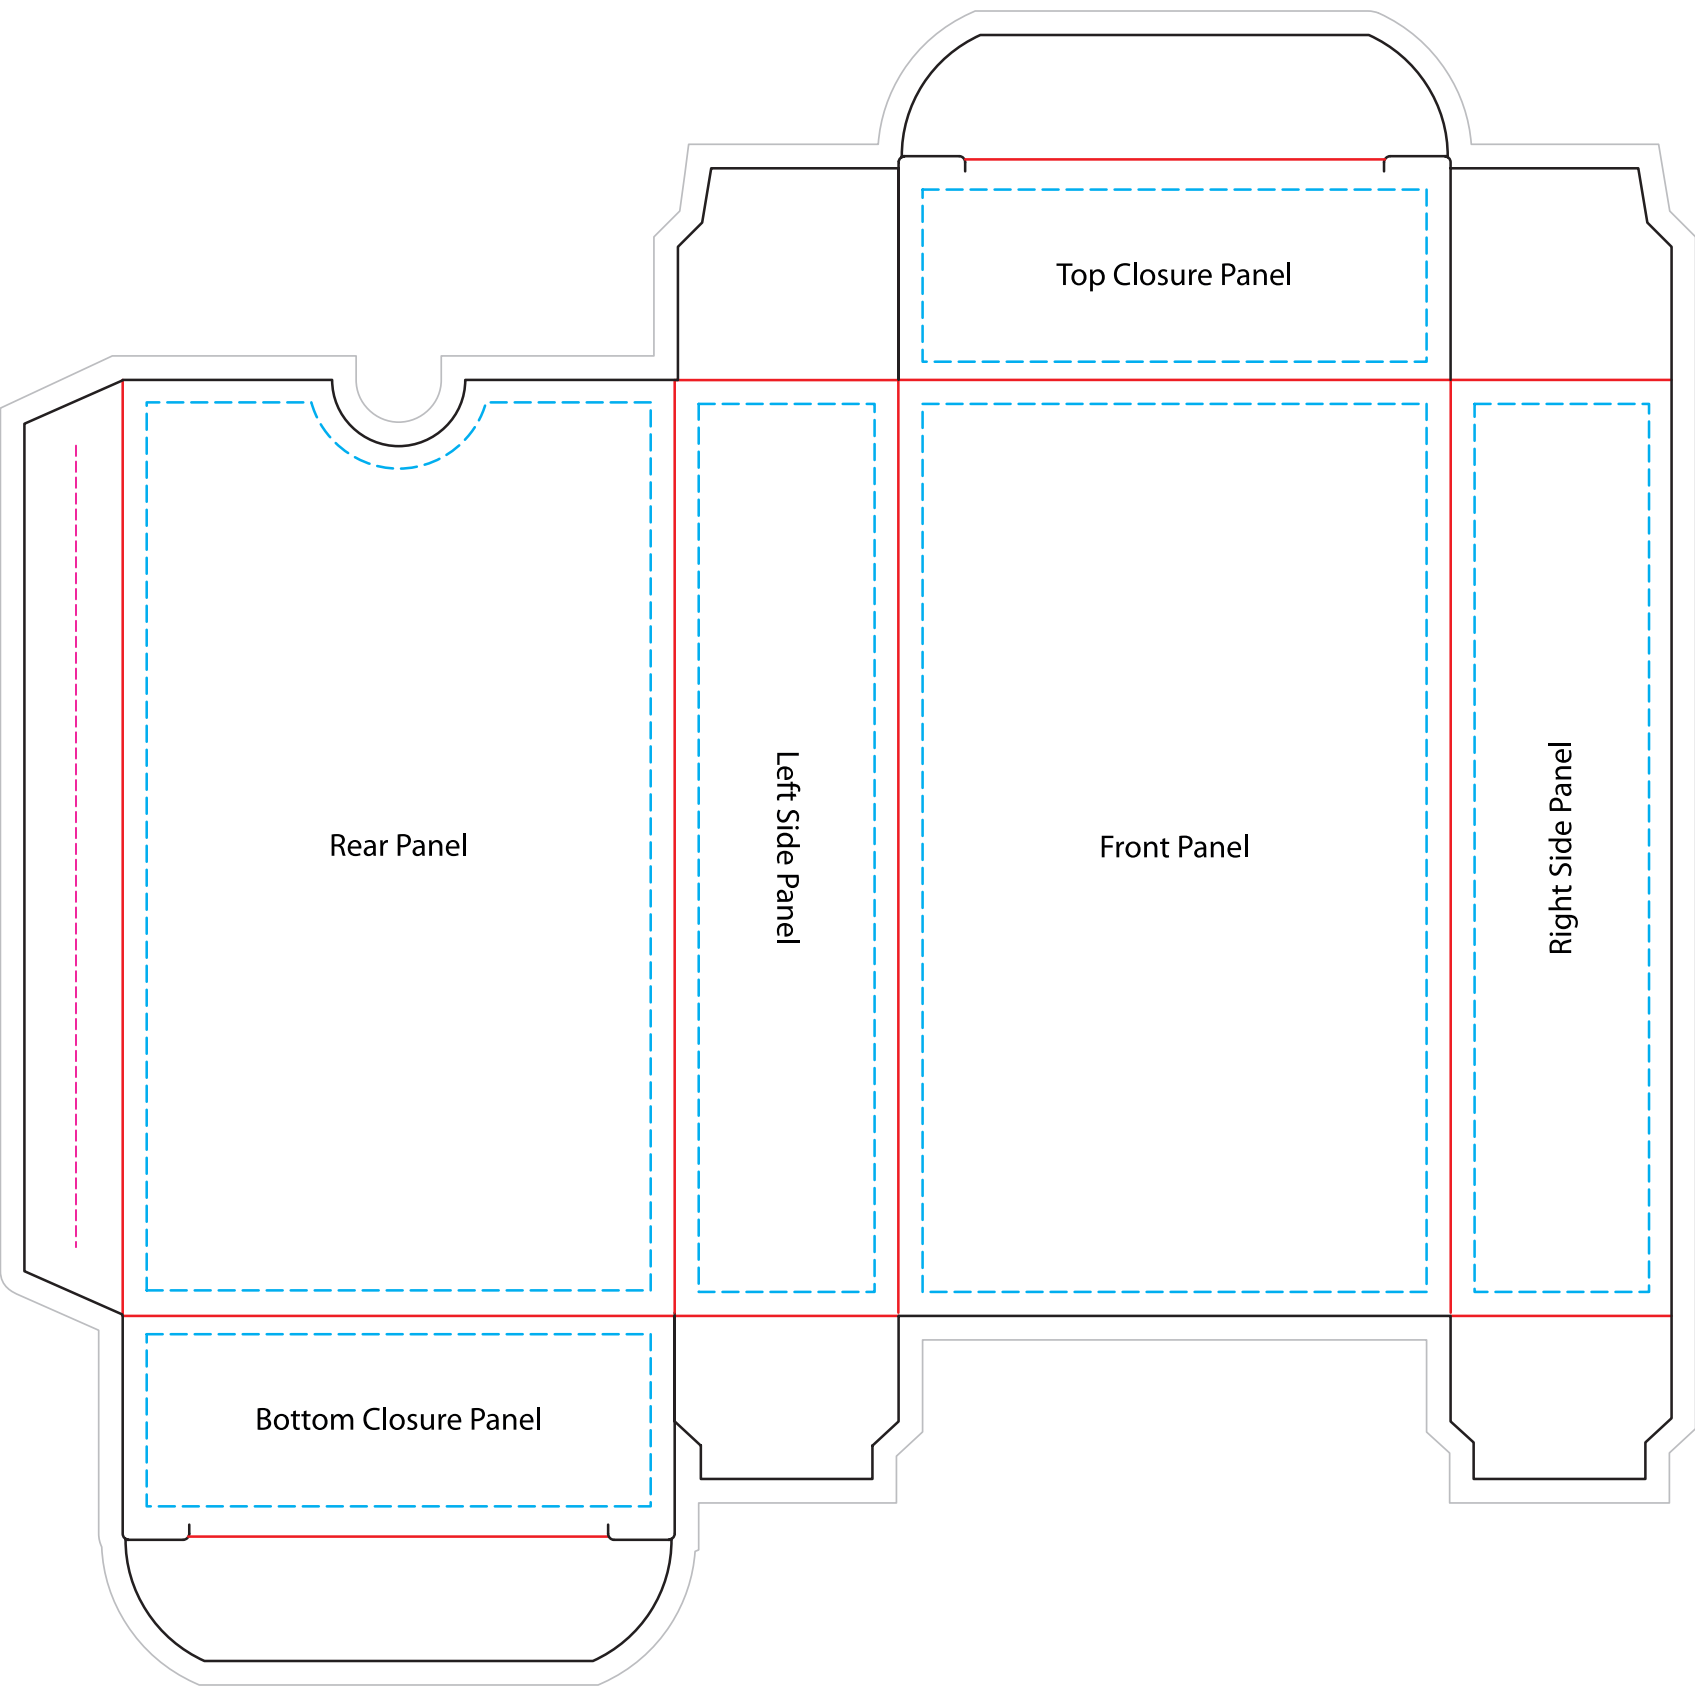 Top Closure Panel
Rear Panel
Left Side Panel
Front Panel
Right Side Panel
Bottom Closure Panel